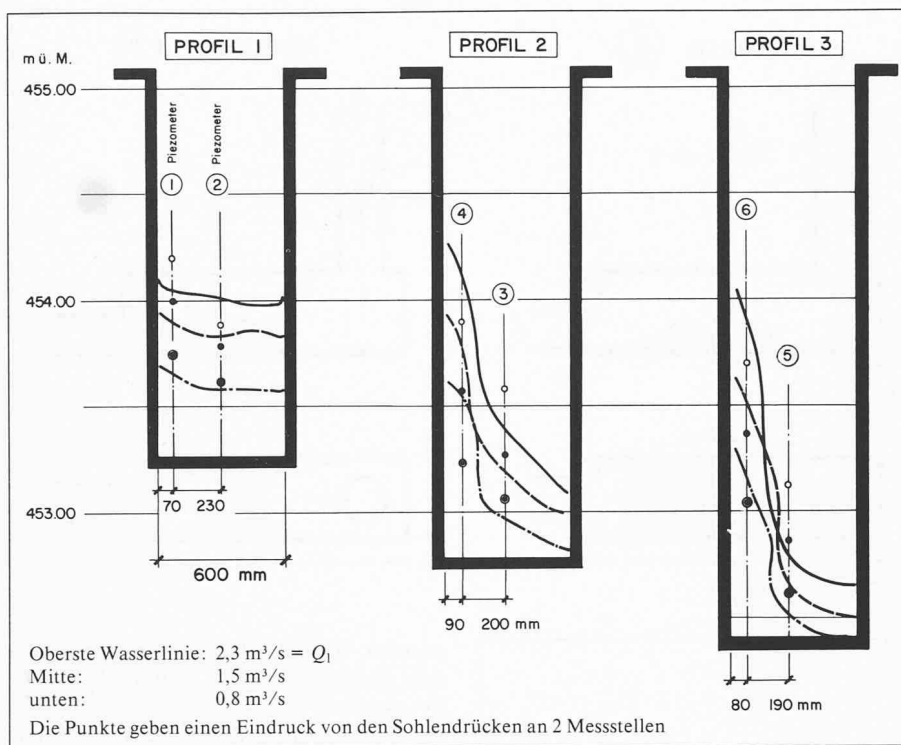 PROFIL 1
PROFIL 2
PROFIL 3
m ü. M.
455.00
454.00
453.00
Piezometer
Piezometer
1
2
4
3
6
5
70
230
600 mm
90
200 mm
80
190 mm
Oberste Wasserlinie: 2,3 m³/s = Q₁
Mitte: 1,5 m³/s
unten: 0,8 m³/s
Die Punkte geben einen Eindruck von den Sohlendrücken an 2 Messstellen